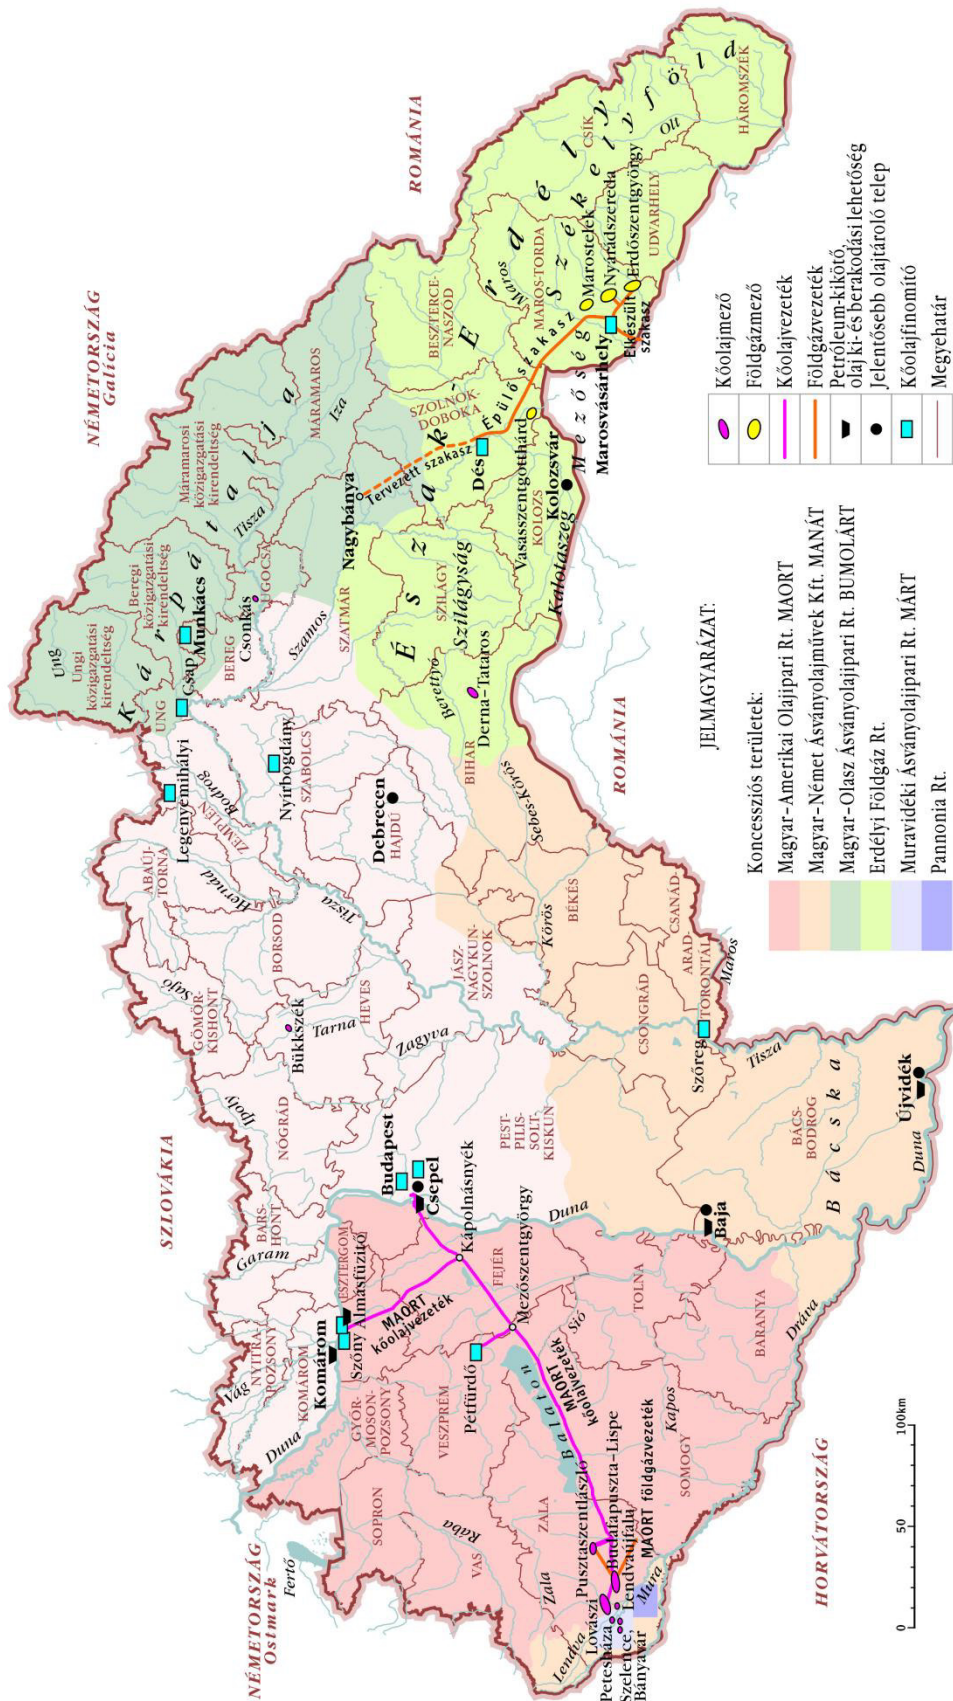 NÉMETORSZÁG
Ostmark
SZLOVÁKIA
NÉMETORSZÁG
Galícia
ROMÁNIA
ROMÁNIA
HORVÁTORSZÁG
Fertő
Duna
Vág
NYITRA-
POZSONY
KOMÁROM
Komárom
Szőny
Almásfüzitő
ESZTERGOM
Garam
BARS-
HONT
Ipoly
NÓGRÁD
GÖMÖR-
KISHONT
Sajó
Bükkszék
Tarna
HEVES
Zagyva
BORSOD
ABAÚJ-
TORNA
Hernád
ZEMPLÉN
Bodrog
Legenyemihályi
Tisza
Nyírbogdány
SZABOLCS
Debrecen
HAJDÚ
Csap
UNG
Ung
Ungi
közigazgatási
kirendeltség
Munkács
Beregi
közigazgatási
kirendeltség
BEREG
Csonkás
UGOCSA
Tisza
Máramarosi
közigazgatási
kirendeltség
Kárpátalja
MÁRAMAROS
Iza
SZATMÁR
Szamos
Nagybánya
Tervezett szakasz
Épülő szakasz
Elkészült
szakasz
SOPRON
GYŐR-
MOSON-
POZSONY
VESZPRÉM
VAS
Rába
ZALA
Zala
Pétfürdő
MAORT
kőolajvezeték
Kápolnásnyék
FEJÉR
Mezőszentgyörgy
Budapest
Csepel
Balaton
MAORT
kőolajvezeték
Sió
TOLNA
Kapos
SOMOGY
BARANYA
Dráva
Duna
PEST-
PILIS-
SOLT-
KISKUN
JÁSZ-
NAGYKUN-
SZOLNOK
Körös
BÉKÉS
Sebes-Körös
BIHAR
Berettyó
Derna-Tataros
CSONGRÁD
CSANÁD-
ARAD-
TORONTÁL
Maros
Szőreg
Tisza
Baja
BÁCS-
BODROG
Bácska
Újvidék
Duna
Pusztaszentlászló
Budafapuszta-Lispe
MAORT földgázvezeték
Lovászi
Petesháza
Szelence,
Bányavár
Lendvaújfalu
Lendva
Mura
Észak-Erdély
SZILÁGY
Szilágyság
SZOLNOK-
DOBOKA
Dés
BESZTERCE-
NASZÓD
Vasasszentgotthárd
KOLOZS
Kolozsvár
Kalotaszeg
Mezőség
MAROS-TORDA
Maros
Marosvásárhely
Marostelek
Nyárádszereda
Erdőszentgyörgy
UDVARHELY
CSÍK
Székelyföld
Olt
HÁROMSZÉK
0 50 100km
JELMAGYARÁZAT:
Koncessziós területek:
Magyar-Amerikai Olajipari Rt. MAORT
Magyar-Német Ásványolajművek Kft. MANÁT
Magyar-Olasz Ásványolajipari Rt. BUMOLÁRT
Erdélyi Földgáz Rt.
Muravidéki Ásványolajipari Rt. MÁRT
Pannonia Rt.
Kőolajmező
Földgázmező
Kőolajvezeték
Földgázvezeték
Petróleum-kikötő,
olaj ki- és berakodási lehetőség
Jelentősebb olajtároló telep
Kőolajfinomító
Megyehatár